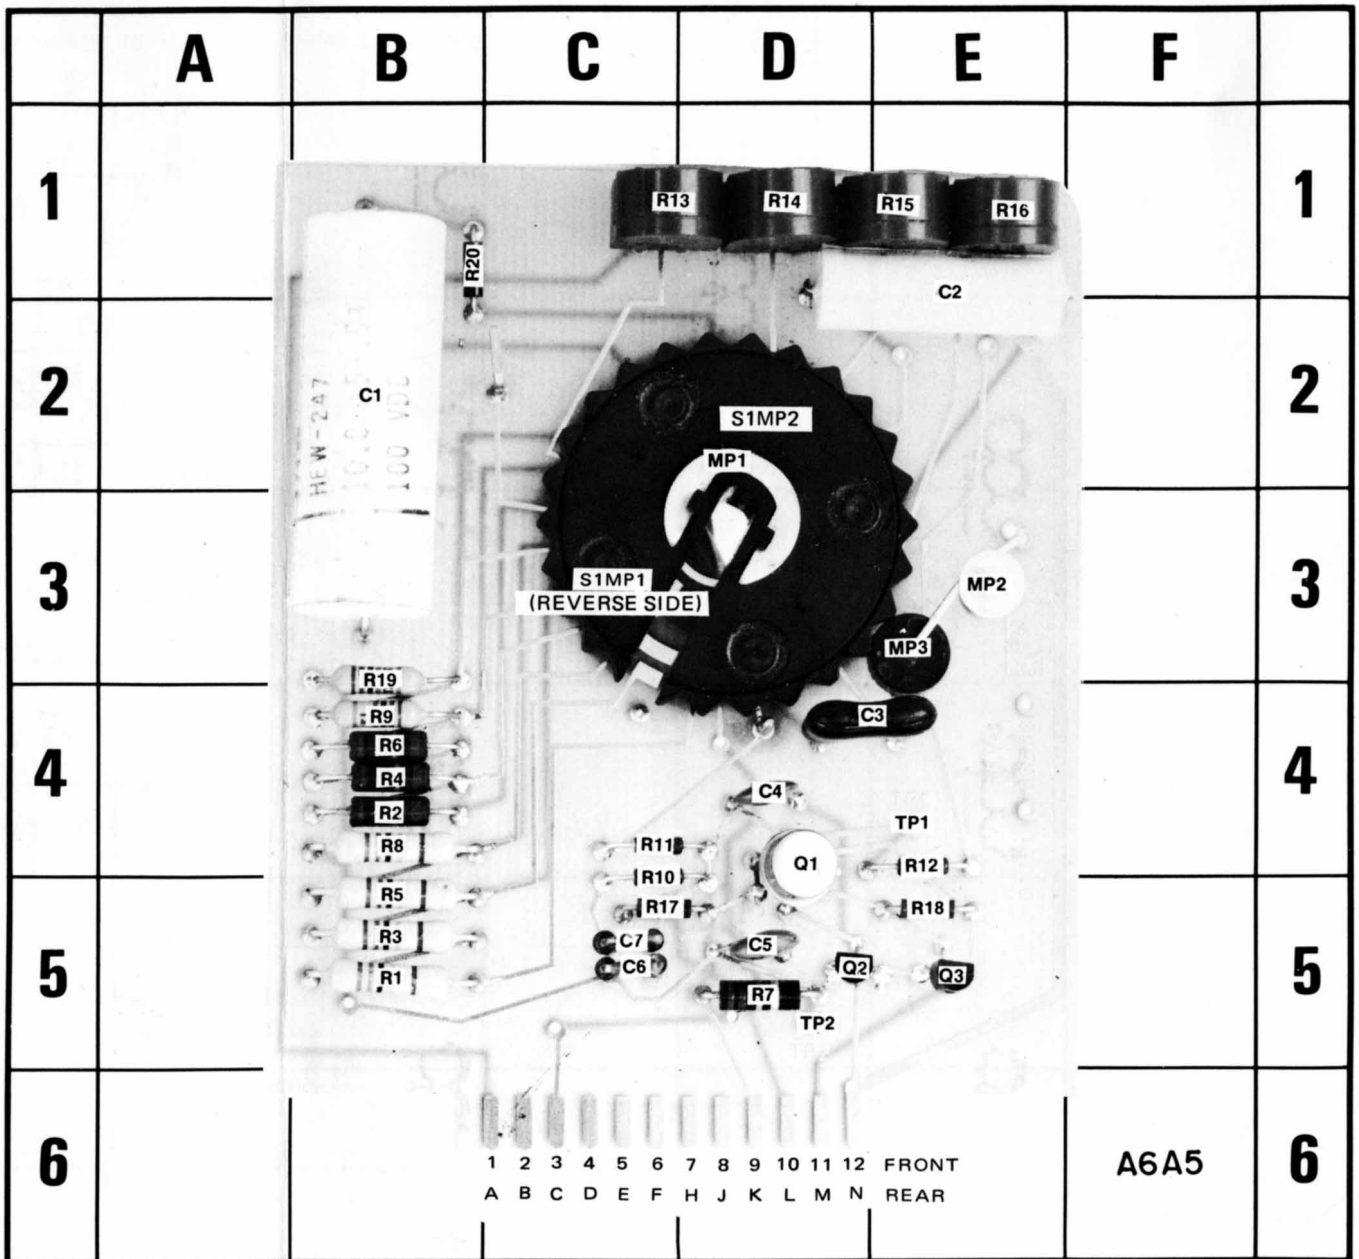 A B C D E F
1 R13 R14 R15 R16 1
R20
C2
2 C1 S1MP2 2
HEW-247
100 VDC
MP1
3 S1MP1 MP2 3
(REVERSE SIDE)
MP3
R19
R9 C3
R6
4 R4 C4 4
R2
TP1
R8 R11 Q1 R12
R10
R5 R17 R18
R3 C7 C5
5 R1 C6 Q2 Q3 5
R7
TP2
6 1 2 3 4 5 6 7 8 9 10 11 12 FRONT A6A5 6
A B C D E F H J K L M N REAR